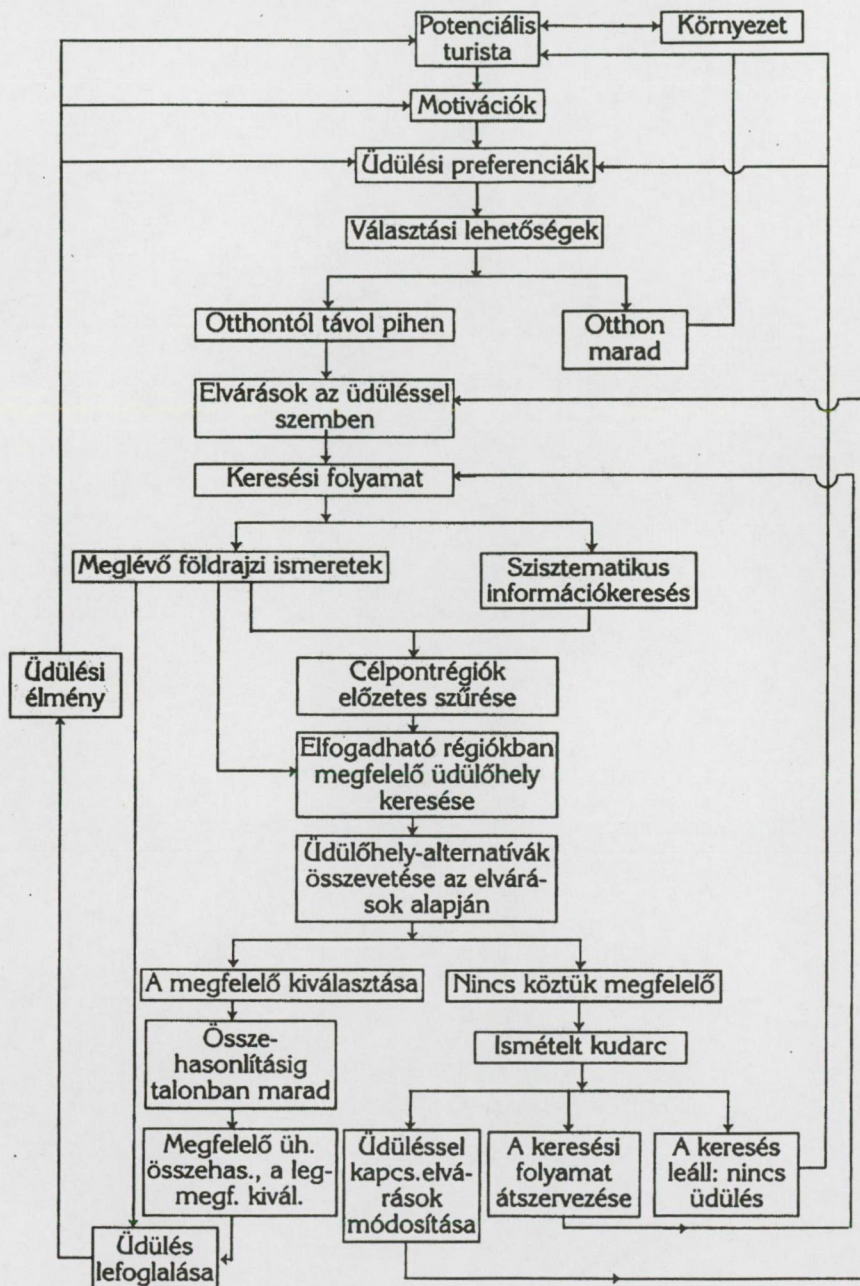 Potenciális
turista
Környezet
Motivációk
Üdülési preferenciák
Választási lehetőségek
Otthontól távol pihen
Otthon
marad
Elvárások az üdüléssel
szemben
Keresési folyamat
Meglévő földrajzi ismeretek
Szisztematikus
információkeresés
Üdülési
élmény
Célpontrégiók
előzetes szűrése
Elfogadható régiókban
megfelelő üdülőhely
keresése
Üdülőhely-alternatívák
összevetése az elvárá-
sok alapján
A megfelelő kiválasztása
Nincs köztük megfelelő
Össze-
hasonlításig
talonban marad
Ismételt kudarc
Megfelelő üh.
összehas., a leg-
megf. kivál.
Üdüléssel
kapcs.elvá-
rások
módosítása
A keresési
folyamat
átszervezése
A keresés
leáll: nincs
üdülés
Üdülés
lefoglalása